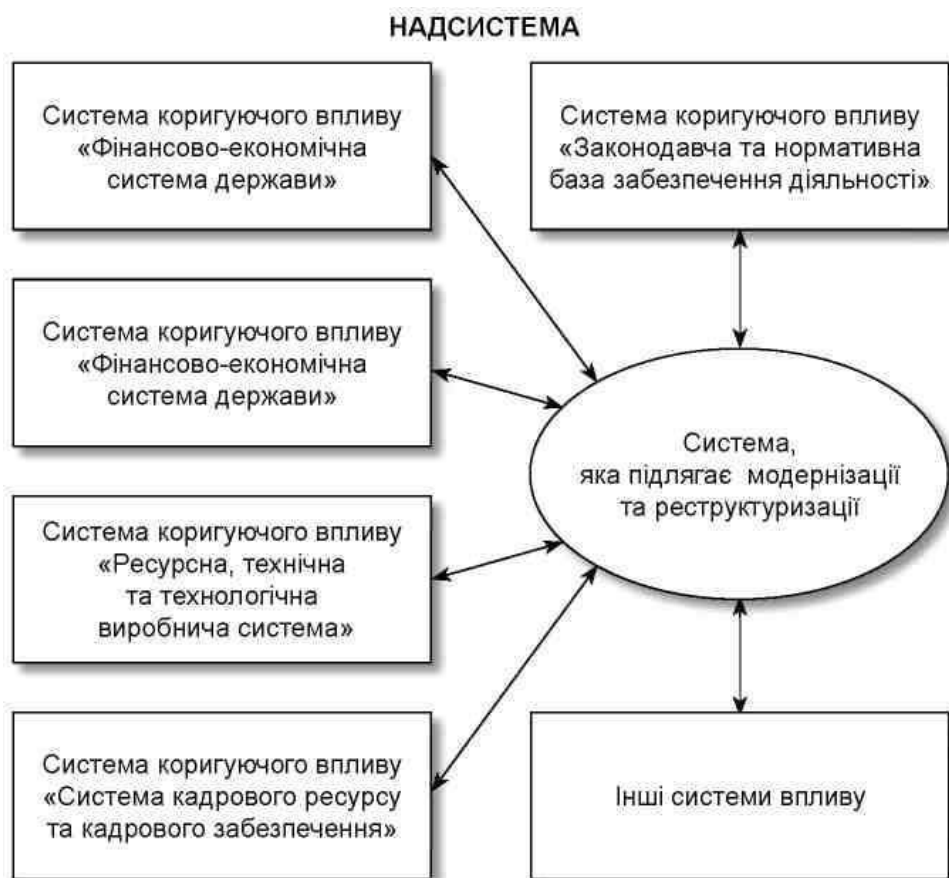 НАДСИСТЕМА
Система коригуючого впливу
«Фінансово-економічна
система держави»
Система коригуючого впливу
«Законодавча та нормативна
база забезпечення діяльності»
Система коригуючого впливу
«Фінансово-економічна
система держави»
Система,
яка підлягає модернізації
та реструктуризації
Система коригуючого впливу
«Ресурсна, технічна
та технологічна
виробнича система»
Система коригуючого впливу
«Система кадрового ресурсу
та кадрового забезпечення»
Інші системи впливу